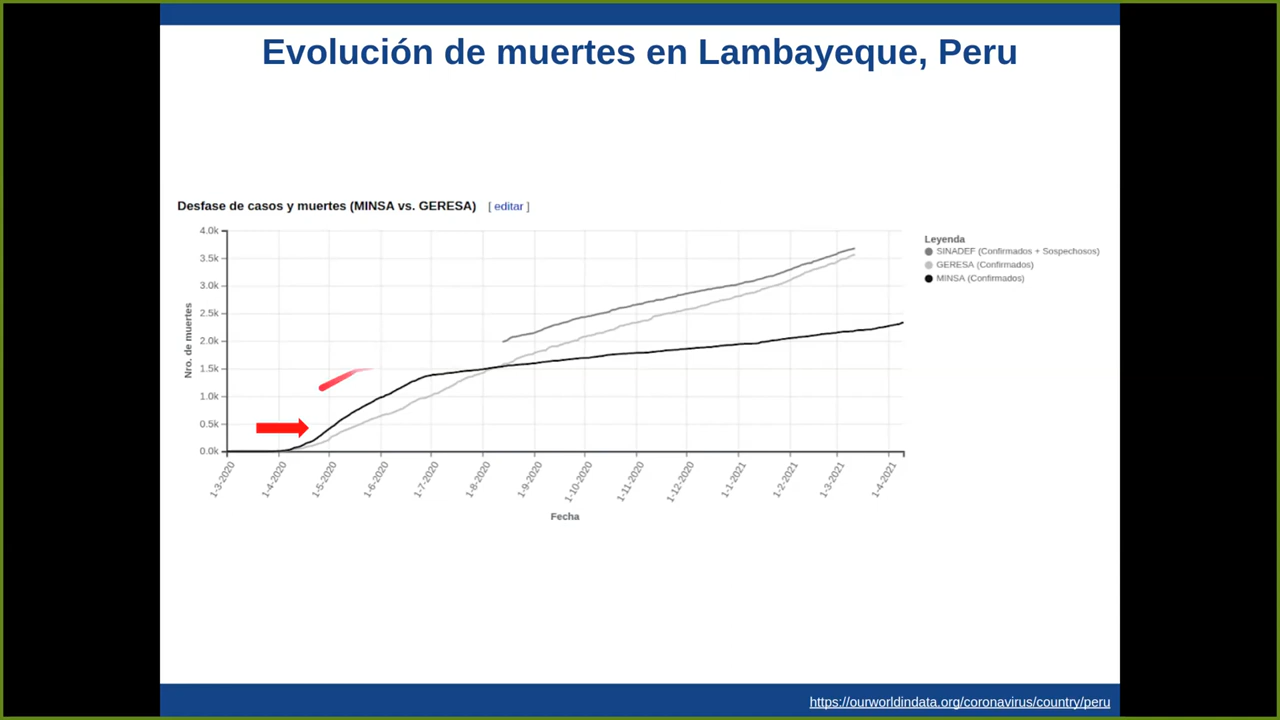 Evolución de muertes en Lambayeque, Peru
Desfase de casos y muertes (MINSA vs. GERESA) [ editar ]
4.0k
3.5k
3.0k
2.5k
2.0k
1.5k
1.0k
0.5k
0.0k
Nro. de muertes
1-3-2020
1-4-2020
1-5-2020
1-6-2020
1-7-2020
1-8-2020
1-9-2020
1-10-2020
1-11-2020
1-12-2020
1-1-2021
1-2-2021
1-3-2021
1-4-2021
Fecha
Leyenda
SINADEF (Confirmados + Sospechosos)
GERESA (Confirmados)
MINSA (Confirmados)
https://ourworldindata.org/coronavirus/country/peru